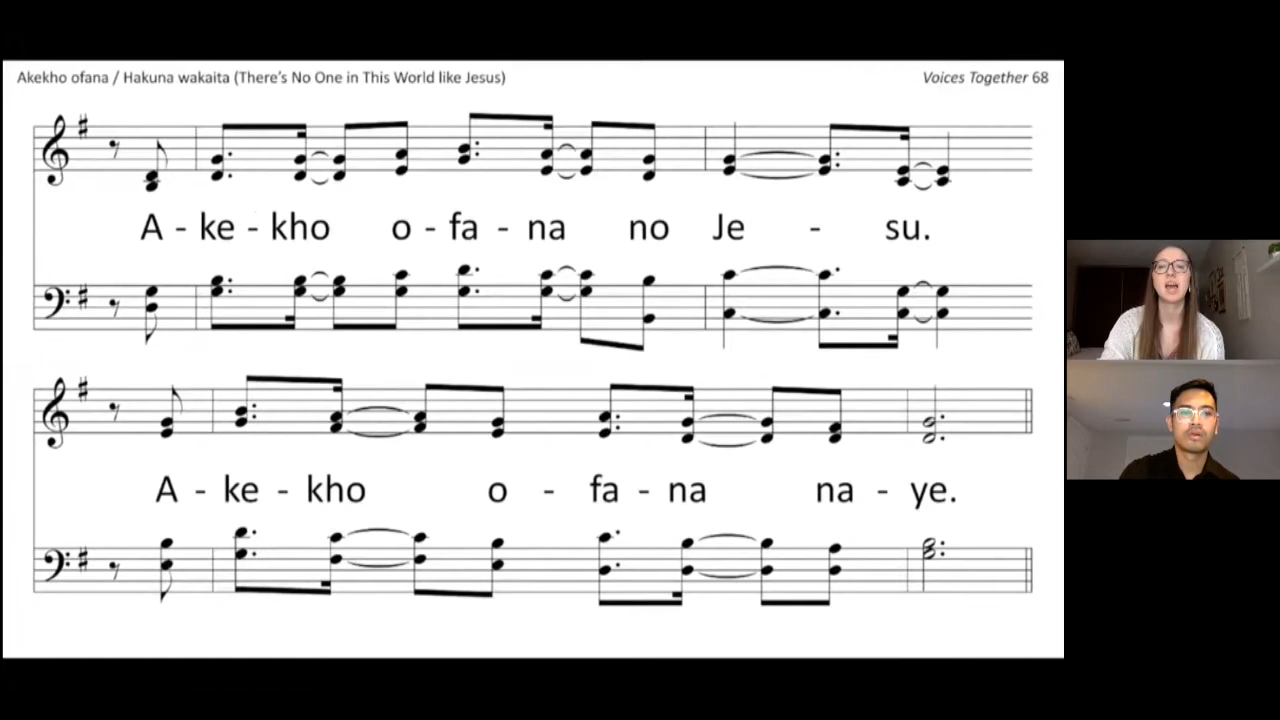 Akekho ofana / Hakuna wakaita (There's No One in This World like Jesus)
Voices Together 68
A - ke - kho o - fa - na no Je - su.
A - ke - kho o - fa - na na - ye.